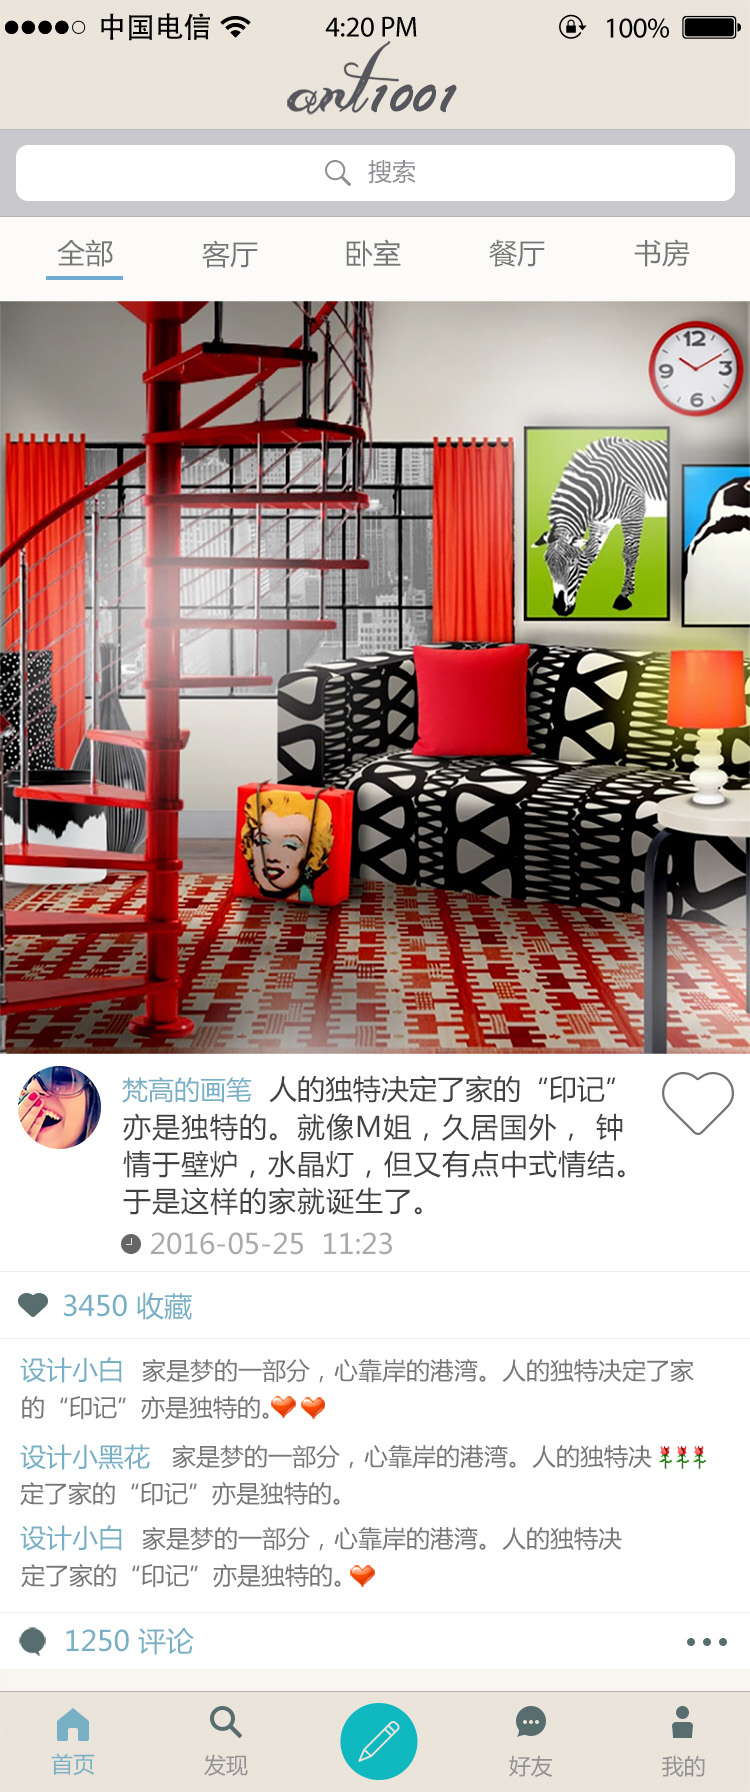 中国电信 4:20 PM 100%
art1001
搜索
全部 客厅 卧室 餐厅 书房
12
9 3
6
梵高的画笔 人的独特决定了家的“印记”
亦是独特的。就像M姐，久居国外， 钟
情于壁炉，水晶灯，但又有点中式情结。
于是这样的家就诞生了。
2016-05-25 11:23
3450 收藏
设计小白 家是梦的一部分，心靠岸的港湾。人的独特决定了家
的“印记”亦是独特的。
设计小黑花 家是梦的一部分，心靠岸的港湾。人的独特决
定了家的“印记”亦是独特的。
设计小白 家是梦的一部分，心靠岸的港湾。人的独特决
定了家的“印记”亦是独特的。
1250 评论
首页 发现 好友 我的